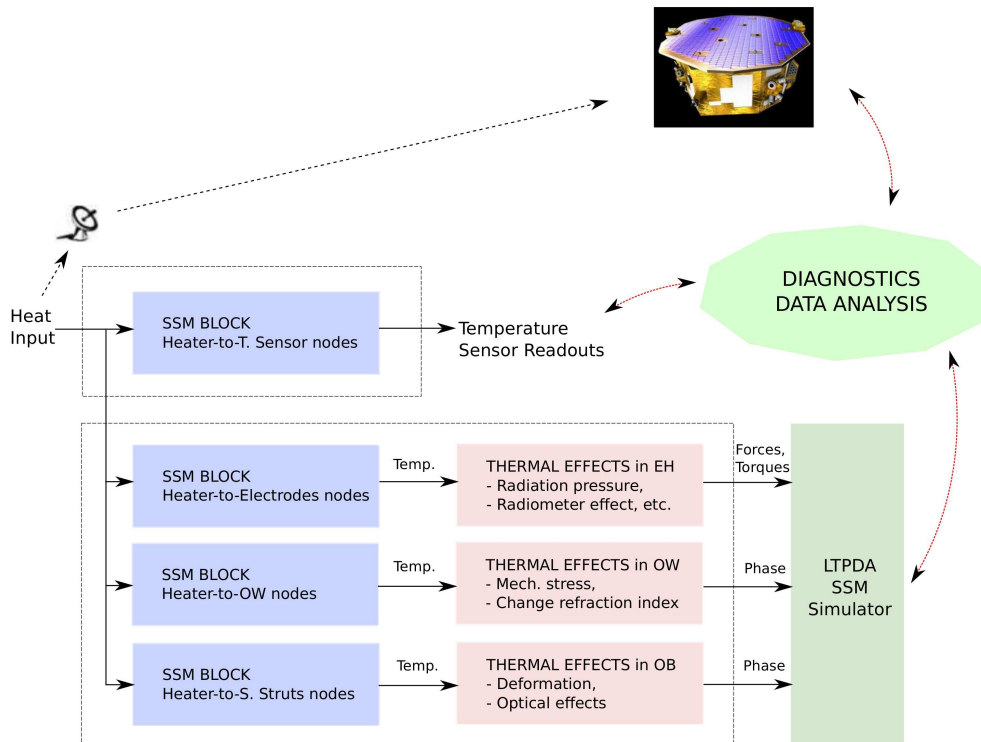 DIAGNOSTICS
DATA ANALYSIS
Heat
Input
SSM BLOCK
Heater-to-T. Sensor nodes
Temperature
Sensor Readouts
SSM BLOCK
Heater-to-Electrodes nodes
Temp.
THERMAL EFFECTS in EH
- Radiation pressure,
- Radiometer effect, etc.
Forces,
Torques
SSM BLOCK
Heater-to-OW nodes
Temp.
THERMAL EFFECTS in OW
- Mech. stress,
- Change refraction index
Phase
LTPDA
SSM
Simulator
SSM BLOCK
Heater-to-S. Struts nodes
Temp.
THERMAL EFFECTS in OB
- Deformation,
- Optical effects
Phase